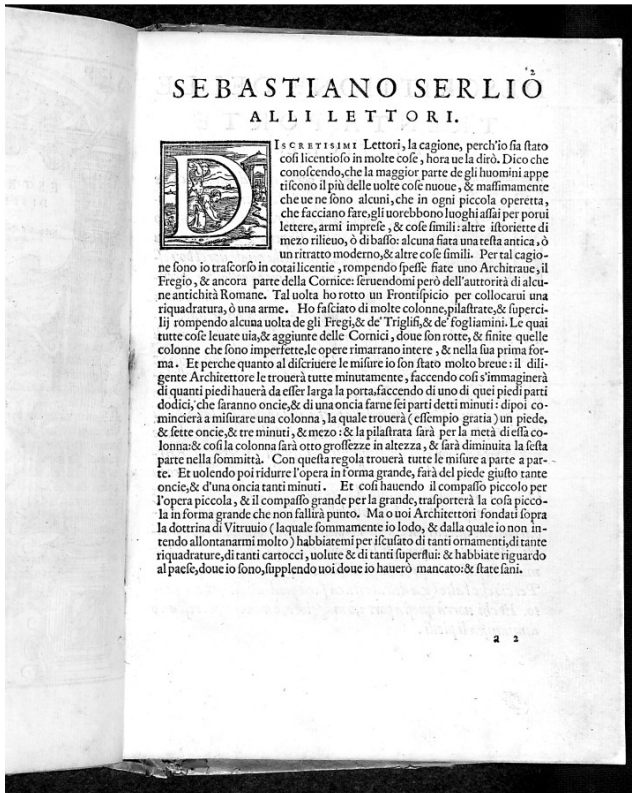 2
SEBASTIANO SERLIO
ALLI LETTORI.
DISCRETISIMI Lettori, la cagione, perch'io sia stato
cosi licentioso in molte cose, hora ue la dirò. Dico che
conoscendo, che la maggior parte de gli huomini appe
tiscono il più delle uolte cose nuoue, & massimamente
che ue ne sono alcuni, che in ogni piccola operetta,
che facciano fare, gli uorebbono luoghi assai per porui
lettere, armi imprese, & cose simili: altre istoriette di
mezo rilieuo, ò di basso: alcuna fiata una testa antica, ò
un ritratto moderno, & altre cose simili. Per tal cagio-
ne sono io trascorso in cotai licentie, rompendo spesse fiate uno Architraue, il
Fregio, & ancora parte della Cornice: seruendomi però dell'auttorità di alcu-
ne antichità Romane. Tal uolta ho rotto un Frontispicio per collocarui una
riquadratura, ò una arme. Ho fasciato di molte colonne, pilastrate, & superci-
lij rompendo alcuna uolta de gli Fregi, & de' Triglifi, & de' fogliamini. Le quai
tutte cose leuate uia, & aggiunte delle Cornici, doue son rotte, & finite quelle
colonne che sono imperfette, le opere rimarrano intere, & nella sua prima for-
ma. Et perche quanto al discriuere le misure io son stato molto breue: il dili-
gente Architettore le trouerà tutte minutamente, faccendo cosi s'immaginerà
di quanti piedi hauerà da esser larga la porta, faccendo di uno di quei piedi parti
dodici, che saranno oncie, & di una oncia farne sei parti detti minuti: dipoi co-
mincierà a misurare una colonna, la quale trouerà (essempio gratia) un piede,
& sette oncie, & tre minuti, & mezo: & la pilastrata sarà per la metà di essa co-
lonna: & cosi la colonna sarà otto grossezze in altezza, & sarà diminuita la sesta
parte nella sommittà. Con questa regola trouerà tutte le misure a parte a par-
te. Et uolendo poi ridurre l'opera in forma grande, farà del piede giusto tante
oncie, & d'una oncia tanti minuti. Et cosi hauendo il compasso piccolo per
l'opera piccola, & il compasso grande per la grande, trasporterà la cosa picco-
la in forma grande che non fallirà punto. Ma o uoi Architettori fondati sopra
la dottrina di Vitruuio (laquale sommamente io lodo, & dalla quale io non in-
tendo allontanarmi molto) habbiatemi per iscusato di tanti ornamenti, di tante
riquadrature, di tanti cartocci, uolute & di tanti superflui: & habbiate riguardo
al paese, doue io sono, supplendo uoi doue io hauerò mancato: & state sani.
a 2